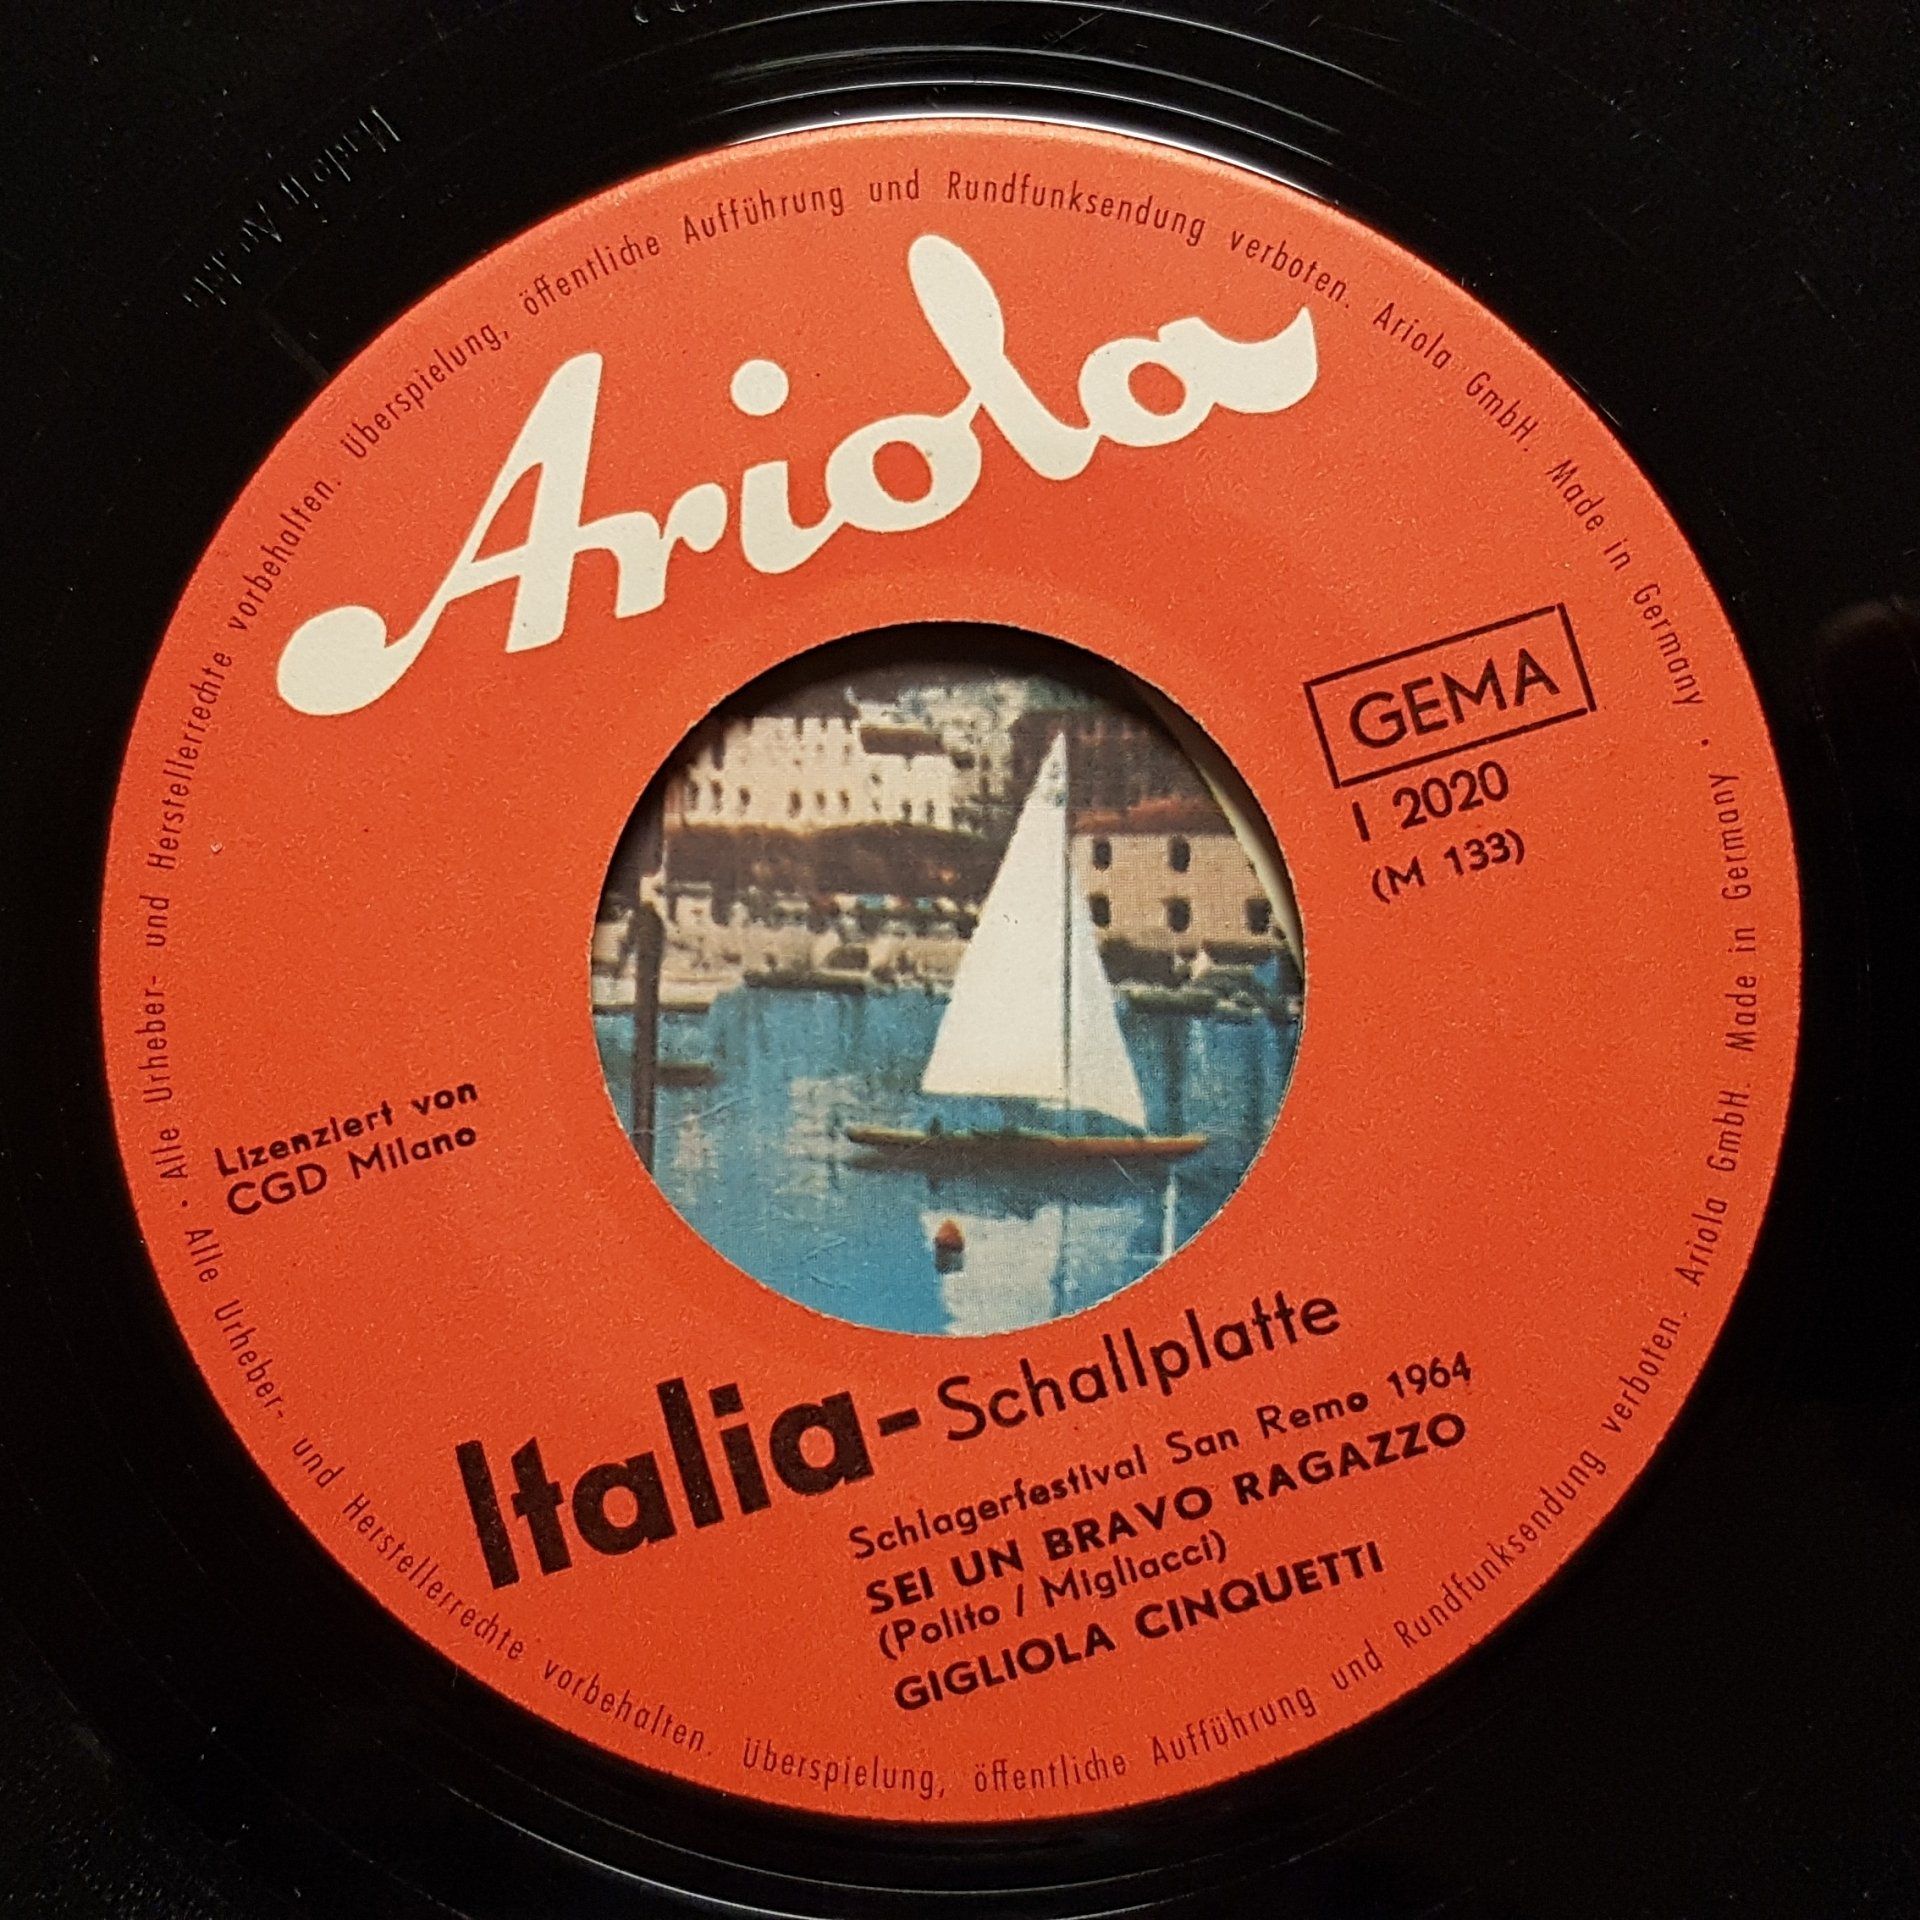 Alle Urheber- und Herstellerrechte vorbehalten. Überspielung, öffentliche Aufführung und Rundfunksendung verboten. Ariola GmbH. Made in Germany •
Ariola
GEMA
I 2020
(M 133)
Lizenziert von
CGD Milano
Italia-Schallplatte
Schlagerfestival San Remo 1964
SEI UN BRAVO RAGAZZO
(Polito / Migliacci)
GIGLIOLA CINQUETTI
• Alle Urheber- und Herstellerrechte vorbehalten. Überspielung, öffentliche Aufführung und Rundfunksendung verboten. Ariola GmbH. Made in Germany